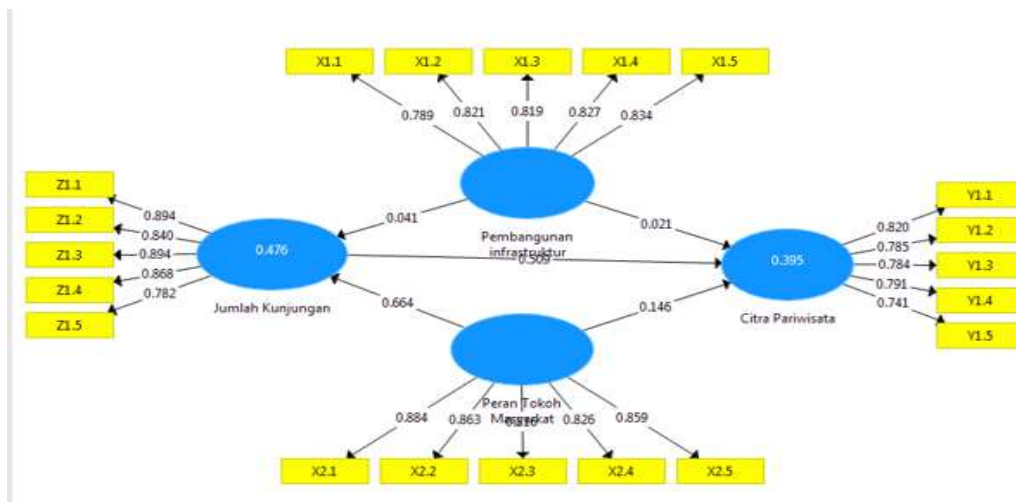 X1.1 X1.2 X1.3 X1.4 X1.5
0.789 0.821 0.819 0.827 0.834
Z1.1
Z1.2
Z1.3
Z1.4
Z1.5
0.894
0.840
0.894
0.868
0.782
0.476
Jumlah Kunjungan
0.041
0.021
Pembangunan
infrastruktur
0.509
0.664
0.146
0.395
Citra Pariwisata
0.820
0.785
0.784
0.791
0.741
Y1.1
Y1.2
Y1.3
Y1.4
Y1.5
Peran Tokoh
0.884 0.863 0.826 0.859
X2.1 X2.2 X2.3 X2.4 X2.5